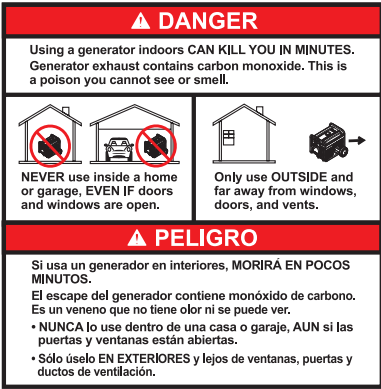 ⚠ DANGER
Using a generator indoors CAN KILL YOU IN MINUTES.
Generator exhaust contains carbon monoxide. This is
a poison you cannot see or smell.
NEVER use inside a home
or garage, EVEN IF doors
and windows are open.
Only use OUTSIDE and
far away from windows,
doors, and vents.
⚠ PELIGRO
Si usa un generador en interiores, MORIRÁ EN POCOS
MINUTOS.
El escape del generador contiene monóxido de carbono.
Es un veneno que no tiene olor ni se puede ver.
• NUNCA lo use dentro de una casa o garaje, AUN si las
puertas y ventanas están abiertas.
• Sólo úselo EN EXTERIORES y lejos de ventanas, puertas y
ductos de ventilación.